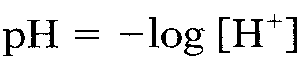 pH = −log [H⁺]